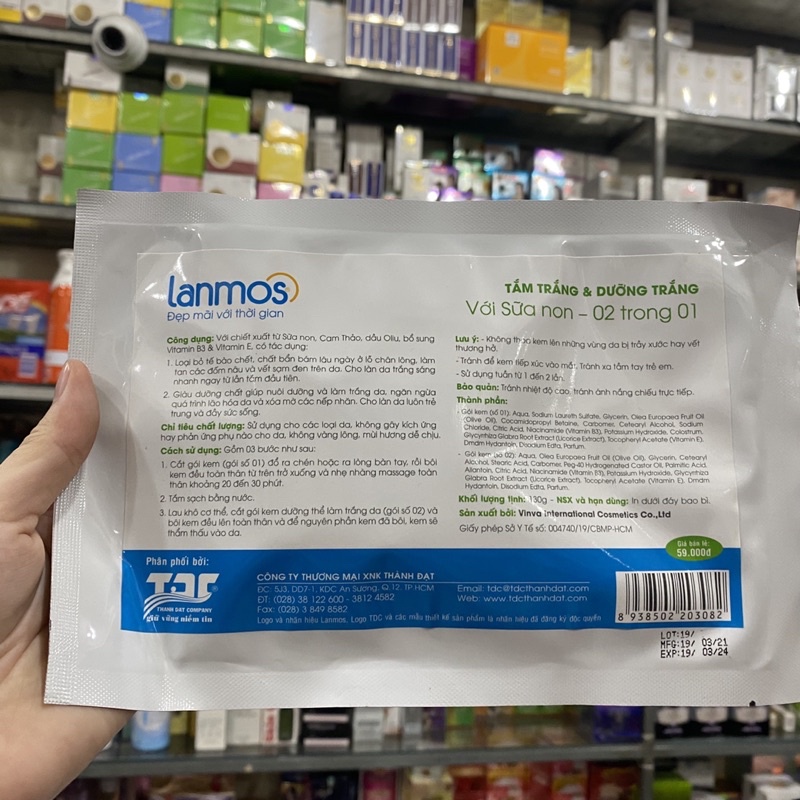 lanmos
Đẹp mãi với thời gian
TẮM TRẮNG & DƯỠNG TRẮNG
Với Sữa non – 02 trong 01
Công dụng: Với chiết xuất từ Sữa non, Cam Thảo, dầu Oliu, bổ sung
Vitamin B3 & Vitamin E, có tác dụng:
1. Loại bỏ tế bào chết, chất bẩn bám lâu ngày ở lỗ chân lông, làm
tan các đốm nâu và vết sạm đen trên da. Cho làn da trắng sáng
nhanh ngay từ lần tắm đầu tiên.
2. Giàu dưỡng chất giúp nuôi dưỡng và làm trắng da, ngăn ngừa
quá trình lão hóa da và xóa mờ các nếp nhăn. Cho làn da luôn trẻ
trung và đầy sức sống.
Chỉ tiêu chất lượng: Sử dụng cho các loại da, không gây kích ứng
hay phản ứng phụ nào cho da, không vàng lông, mùi hương dễ chịu.
Cách sử dụng: Gồm 03 bước như sau:
1. Cắt gói kem (gói số 01) đổ ra chén hoặc ra lòng bàn tay, rồi bôi
kem đều toàn thân từ trên trở xuống và nhẹ nhàng massage toàn
thân khoảng 20 đến 30 phút.
2. Tắm sạch bằng nước.
3. Lau khô cơ thể, cắt gói kem dưỡng thể làm trắng da (gói số 02) và
bôi kem đều lên toàn thân và để nguyên phần kem đã bôi, kem sẽ
thẩm thấu vào da.
Lưu ý: - Không thoa kem lên những vùng da bị trầy xước hay vết
thương hở.
- Tránh để kem tiếp xúc vào mắt. Tránh xa tầm tay trẻ em.
- Sử dụng tuần từ 1 đến 2 lần.
Bảo quản: Tránh nhiệt độ cao, tránh ánh nắng chiếu trực tiếp.
Thành phần:
- Gói kem (số 01): Aqua, Sodium Laureth Sulfate, Glycerin, Olea Europaea Fruit Oil
(Olive Oil), Cocamidopropyl Betaine, Carbomer, Cetearyl Alcohol, Sodium
Chloride, Citric Acid, Niacinamide (Vitamin B3), Potassium Hydroxide, Colostrum,
Glycyrrhiza Glabra Root Extract (Licorice Extract), Tocopheryl Acetate (Vitamin E),
Dmdm Hydantoin, Disodium Edta, Parfum.
- Gói kem (số 02): Aqua, Olea Europaea Fruit Oil (Olive Oil), Glycerin, Cetearyl
Alcohol, Stearic Acid, Carbomer, Peg-40 Hydrogenated Castor Oil, Palmitic Acid,
Allantoin, Citric Acid, Niacinamide (Vitamin B3), Potassium Hydroxide, Glycyrrhiza
Glabra Root Extract (Licorice Extract), Tocopheryl Acetate (Vitamin E), Dmdm
Hydantoin, Disodium Edta, Parfum.
Khối lượng tịnh: 130g - NSX và hạn dùng: In dưới đáy bao bì.
Sản xuất bởi: Vinva International Cosmetics Co.,Ltd
Giấy phép Sở Y Tế số: 004740/19/CBMP-HCM
Giá bán lẻ:
59.000đ
Phân phối bởi:
TDC
THANH DAT COMPANY
giữ vững niềm tin
CÔNG TY THƯƠNG MẠI XNK THÀNH ĐẠT
ĐC: 5J3, DD7-1, KDC An Sương, Q.12, TP.HCM
ĐT: (028) 38 122 600 - 3812 4582
Fax: (028) 3 849 8582
Email: tdc@tdcthanhdat.com
Web: www.tdcthanhdat.com
Logo và nhãn hiệu Lanmos, Logo TDC và các mẫu thiết kế sản phẩm là nhãn hiệu đã đăng ký độc quyền
8 938502 203082
LOT:19/
MFG:19/ 03/21
EXP:19/ 03/24